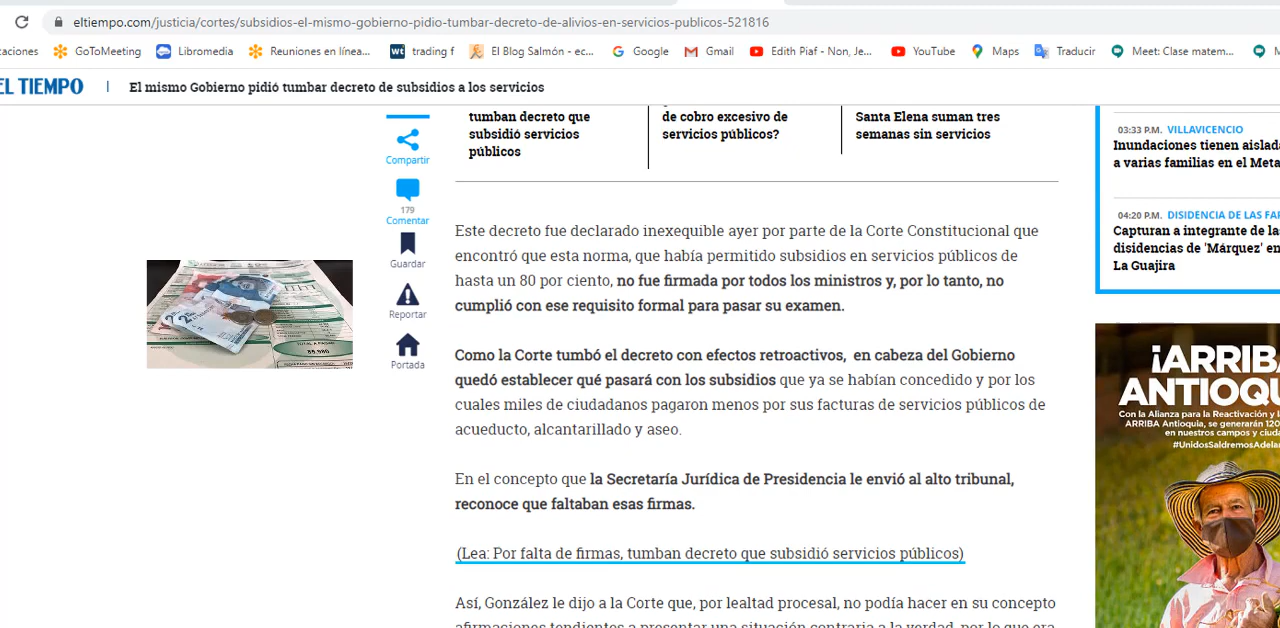 eltiempo.com/justicia/cortes/subsidios-el-mismo-gobierno-pidio-tumbar-decreto-de-alivios-en-servicios-publicos-521816
GoToMeeting
Libromedia
Reuniones en línea...
wt trading f
El Blog Salmón - ec...
Google
Gmail
Edith Piaf - Non, Je...
YouTube
Maps
Traducir
Meet: Clase matem...
EL TIEMPO
El mismo Gobierno pidió tumbar decreto de subsidios a los servicios
tumban decreto que
subsidió servicios
públicos
de cobro excesivo de
servicios públicos?
Santa Elena suman tres
semanas sin servicios
Compartir
179
Comentar
Guardar
Reportar
Portada
Este decreto fue declarado inexequible ayer por parte de la Corte Constitucional que
encontró que esta norma, que había permitido subsidios en servicios públicos de
hasta un 80 por ciento, no fue firmada por todos los ministros y, por lo tanto, no
cumplió con ese requisito formal para pasar su examen.
Como la Corte tumbó el decreto con efectos retroactivos, en cabeza del Gobierno
quedó establecer qué pasará con los subsidios que ya se habían concedido y por los
cuales miles de ciudadanos pagaron menos por sus facturas de servicios públicos de
acueducto, alcantarillado y aseo.
En el concepto que la Secretaría Jurídica de Presidencia le envió al alto tribunal,
reconoce que faltaban esas firmas.
(Lea: Por falta de firmas, tumban decreto que subsidió servicios públicos)
Así, González le dijo a la Corte que, por lealtad procesal, no podía hacer en su concepto
afirmaciones tendientes a presentar una situación contraria a la verdad, por lo que era
03:33 P.M. VILLAVICENCIO
Inundaciones tienen
a varias familias en el Meta
04:20 P.M. DISIDENCIA DE LAS
Capturan a integrante de
disidencias de 'Márquez' en
La Guajira
¡ARRIBA
Con la Alianza para la Reactivación y
ARRIBA Antioquia, se generarán
en nuestros campos y